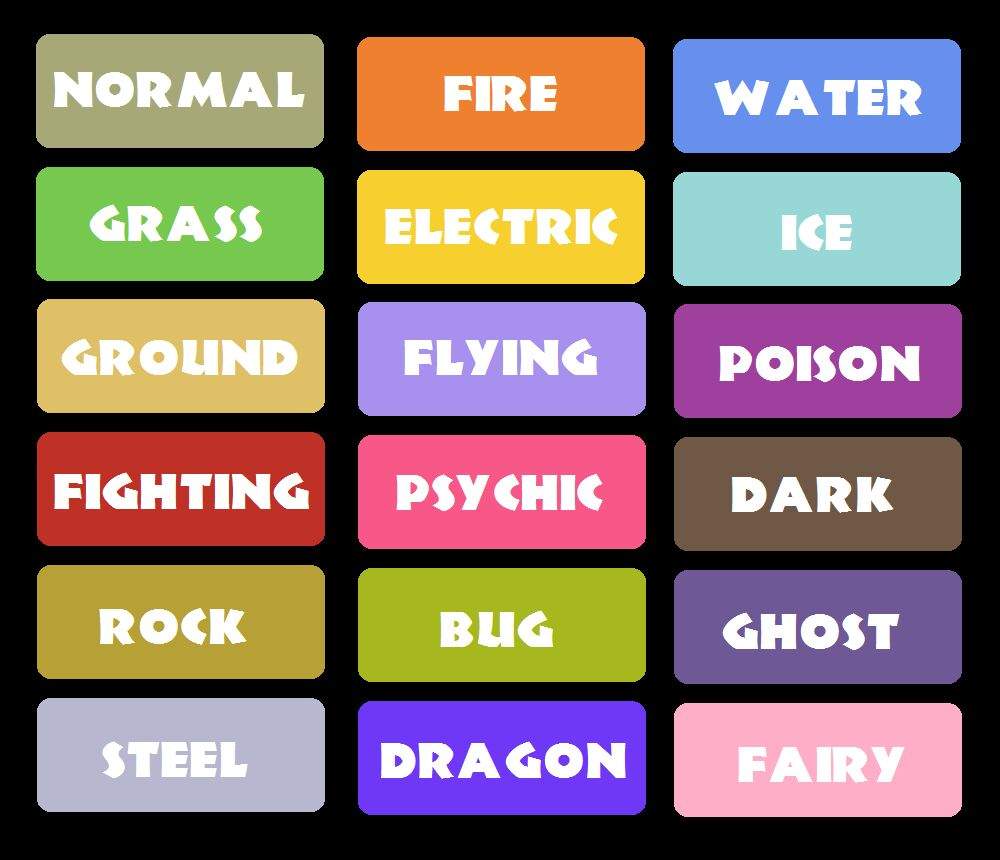 NORMAL
FIRE
WATER
GRASS
ELECTRIC
ICE
GROUND
FLYING
POISON
FIGHTING
PSYCHIC
DARK
ROCK
BUG
GHOST
STEEL
DRAGON
FAIRY